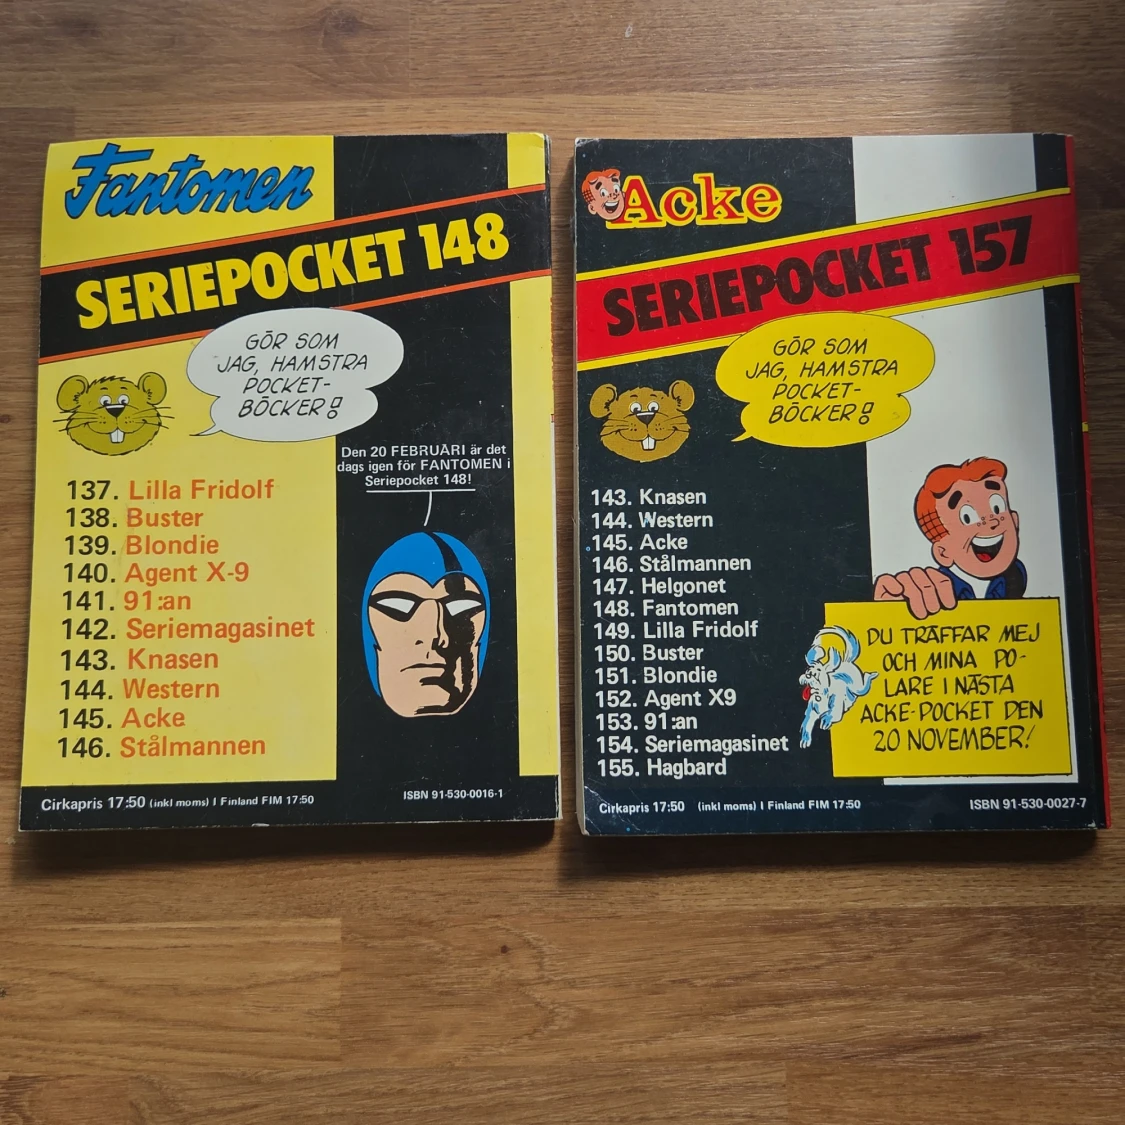 Fantomen
SERIEPOCKET 148
GÖR SOM
JAG, HAMSTRA
POCKET-
BÖCKER!
Den 20 FEBRUARI är det
dags igen för FANTOMEN i
Seriepocket 148!
137. Lilla Fridolf
138. Buster
139. Blondie
140. Agent X-9
141. 91:an
142. Seriemagasinet
143. Knasen
144. Western
145. Acke
146. Stålmannen
Cirkapris 17:50 (inkl moms) I Finland FIM 17:50
ISBN 91-530-0016-1
Acke
SERIEPOCKET 157
GÖR SOM
JAG, HAMSTRA
POCKET-
BÖCKER!
143. Knasen
144. Western
145. Acke
146. Stålmannen
147. Helgonet
148. Fantomen
149. Lilla Fridolf
150. Buster
151. Blondie
152. Agent X9
153. 91:an
154. Seriemagasinet
155. Hagbard
DU TRÄFFAR MEJ
OCH MINA PO-
LARE I NÄSTA
ACKE-POCKET DEN
20 NOVEMBER!
Cirkapris 17:50 (inkl moms) I Finland FIM 17:50
ISBN 91-530-0027-7